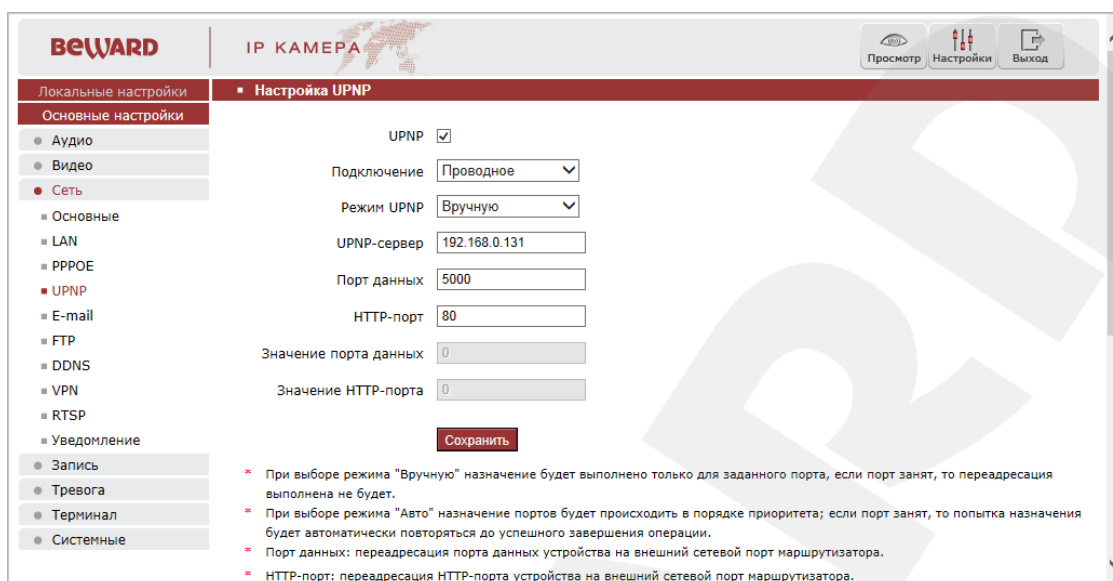 BEWARD
IP КАМЕРА
Просмотр
Настройки
Выход
Локальные настройки
Основные настройки
Аудио
Видео
Сеть
Основные
LAN
PPPOE
UPNP
E-mail
FTP
DDNS
VPN
RTSP
Уведомление
Запись
Тревога
Терминал
Системные
Настройка UPNP
UPNP
Подключение Проводное
Режим UPNP Вручную
UPNP-сервер 192.168.0.131
Порт данных 5000
HTTP-порт 80
Значение порта данных 0
Значение HTTP-порта 0
Сохранить
* При выборе режима "Вручную" назначение будет выполнено только для заданного порта, если порт занят, то переадресация
выполнена не будет.
* При выборе режима "Авто" назначение портов будет происходить в порядке приоритета; если порт занят, то попытка назначения
будет автоматически повторяться до успешного завершения операции.
* Порт данных: переадресация порта данных устройства на внешний сетевой порт маршрутизатора.
* HTTP-порт: переадресация HTTP-порта устройства на внешний сетевой порт маршрутизатора.